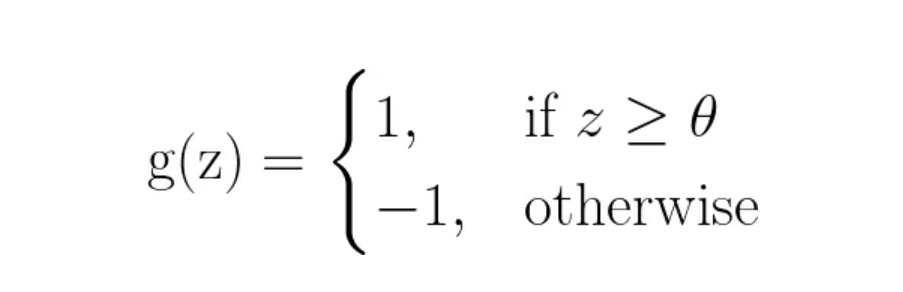 g(z) = { 1, if z ≥ θ
−1, otherwise